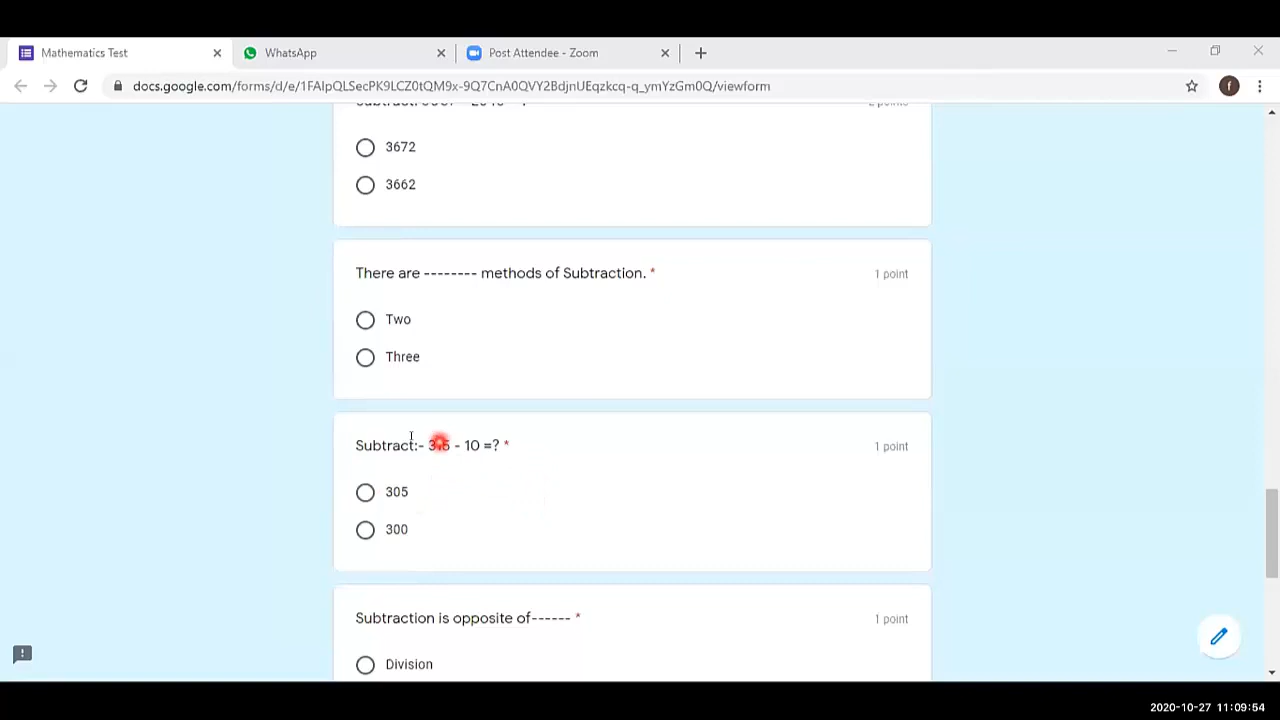 Mathematics Test
WhatsApp
Post Attendee - Zoom
docs.google.com/forms/d/e/1FAIpQLSecPK9LCZ0tQM9x-9Q7CnA0QVY2BdjnUEqzkcq-q_ymYzGm0Q/viewform
f
3672
3662
There are -------- methods of Subtraction. *
1 point
Two
Three
Subtract:- - 10 =? *
1 point
305
300
Subtraction is opposite of------ *
1 point
Division
2020-10-27 11:09:54